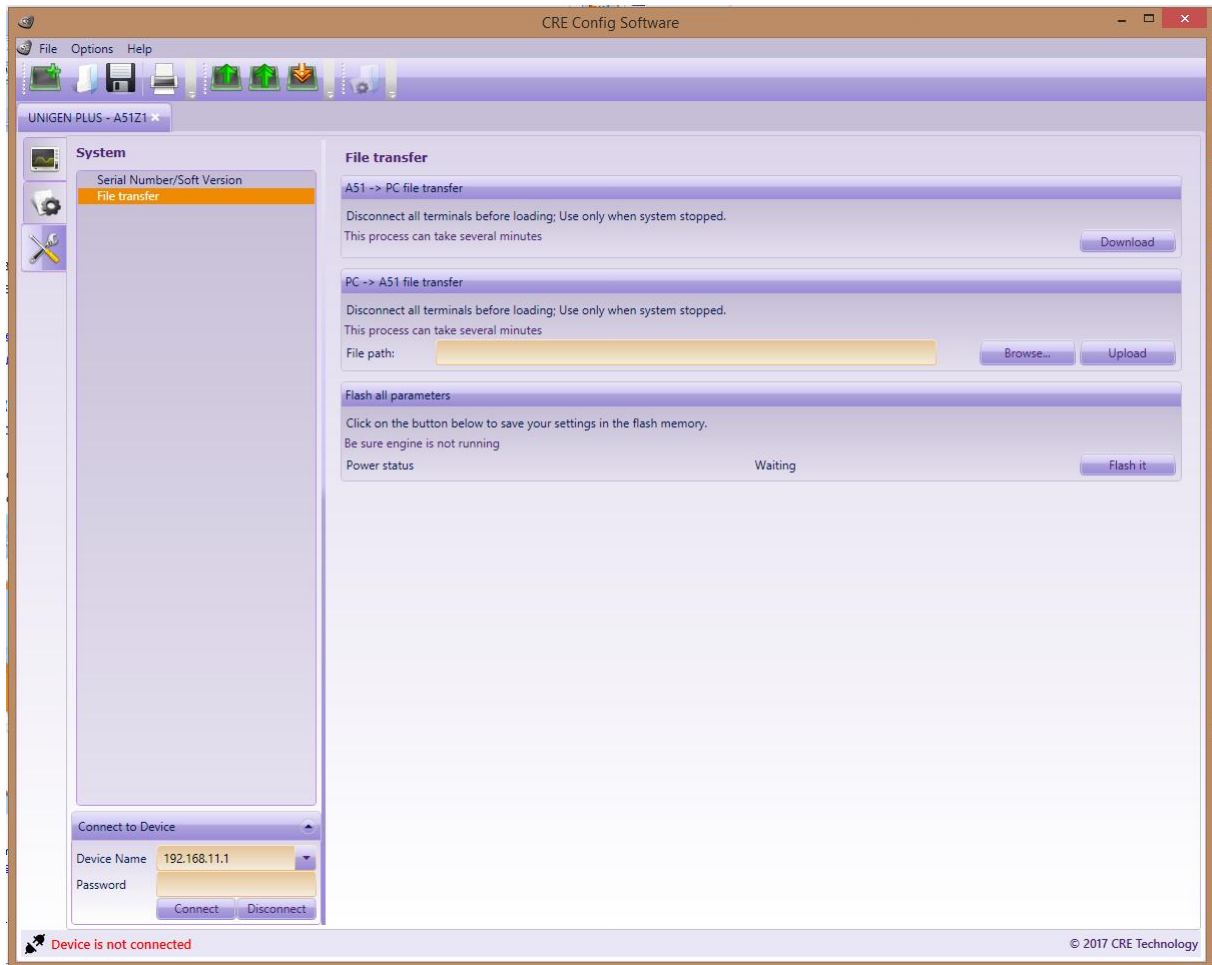 CRE Config Software
File Options Help
UNIGEN PLUS - A51Z1
System
Serial Number/Soft Version
File transfer
File transfer
A51 -> PC file transfer
Disconnect all terminals before loading; Use only when system stopped.
This process can take several minutes
Download
PC -> A51 file transfer
Disconnect all terminals before loading; Use only when system stopped.
This process can take several minutes
File path:
Browse...
Upload
Flash all parameters
Click on the button below to save your settings in the flash memory.
Be sure engine is not running
Power status
Waiting
Flash it
Connect to Device
Device Name 192.168.11.1
Password
Connect Disconnect
Device is not connected
© 2017 CRE Technology